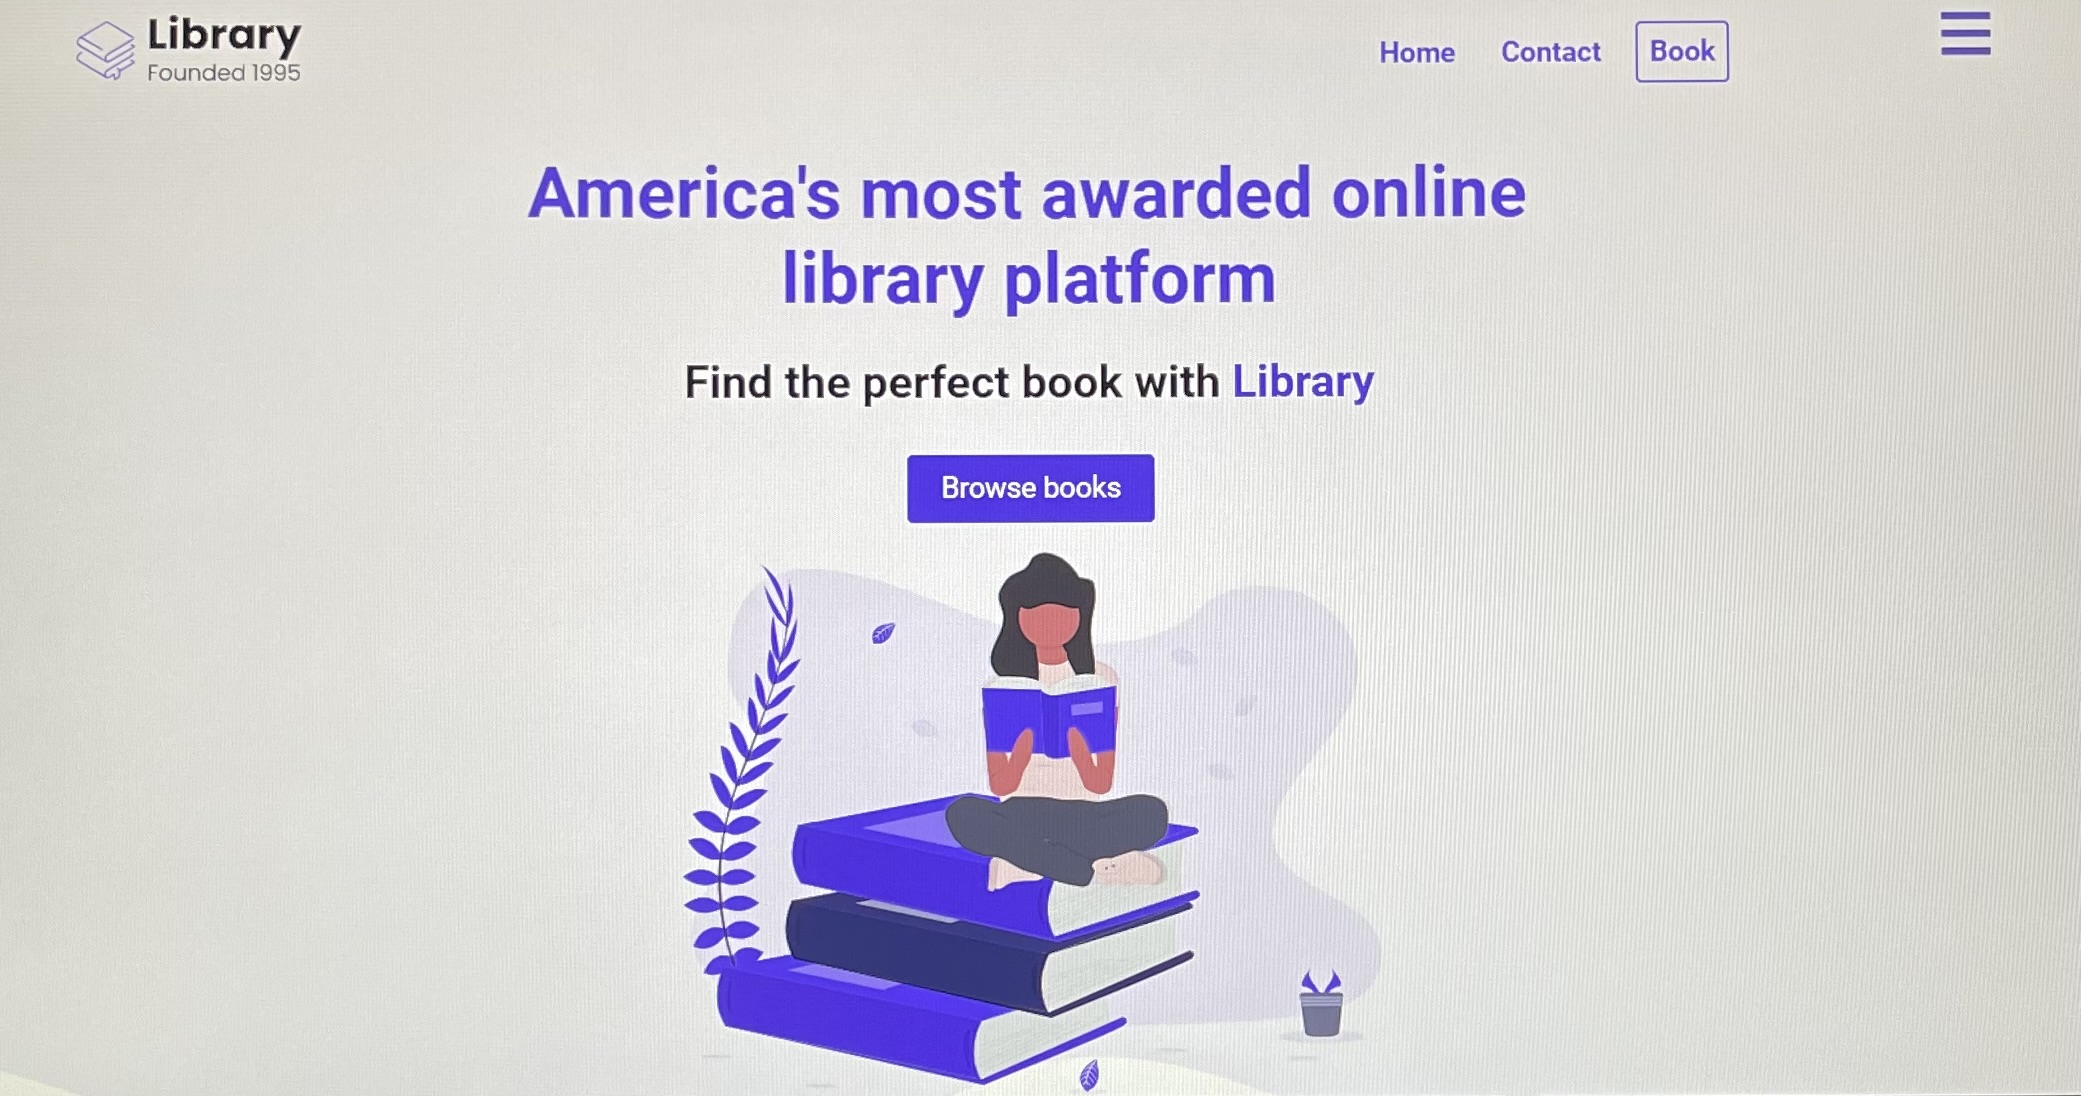 Library
Founded 1995
Home
Contact
Book
America's most awarded online
library platform
Find the perfect book with Library
Browse books